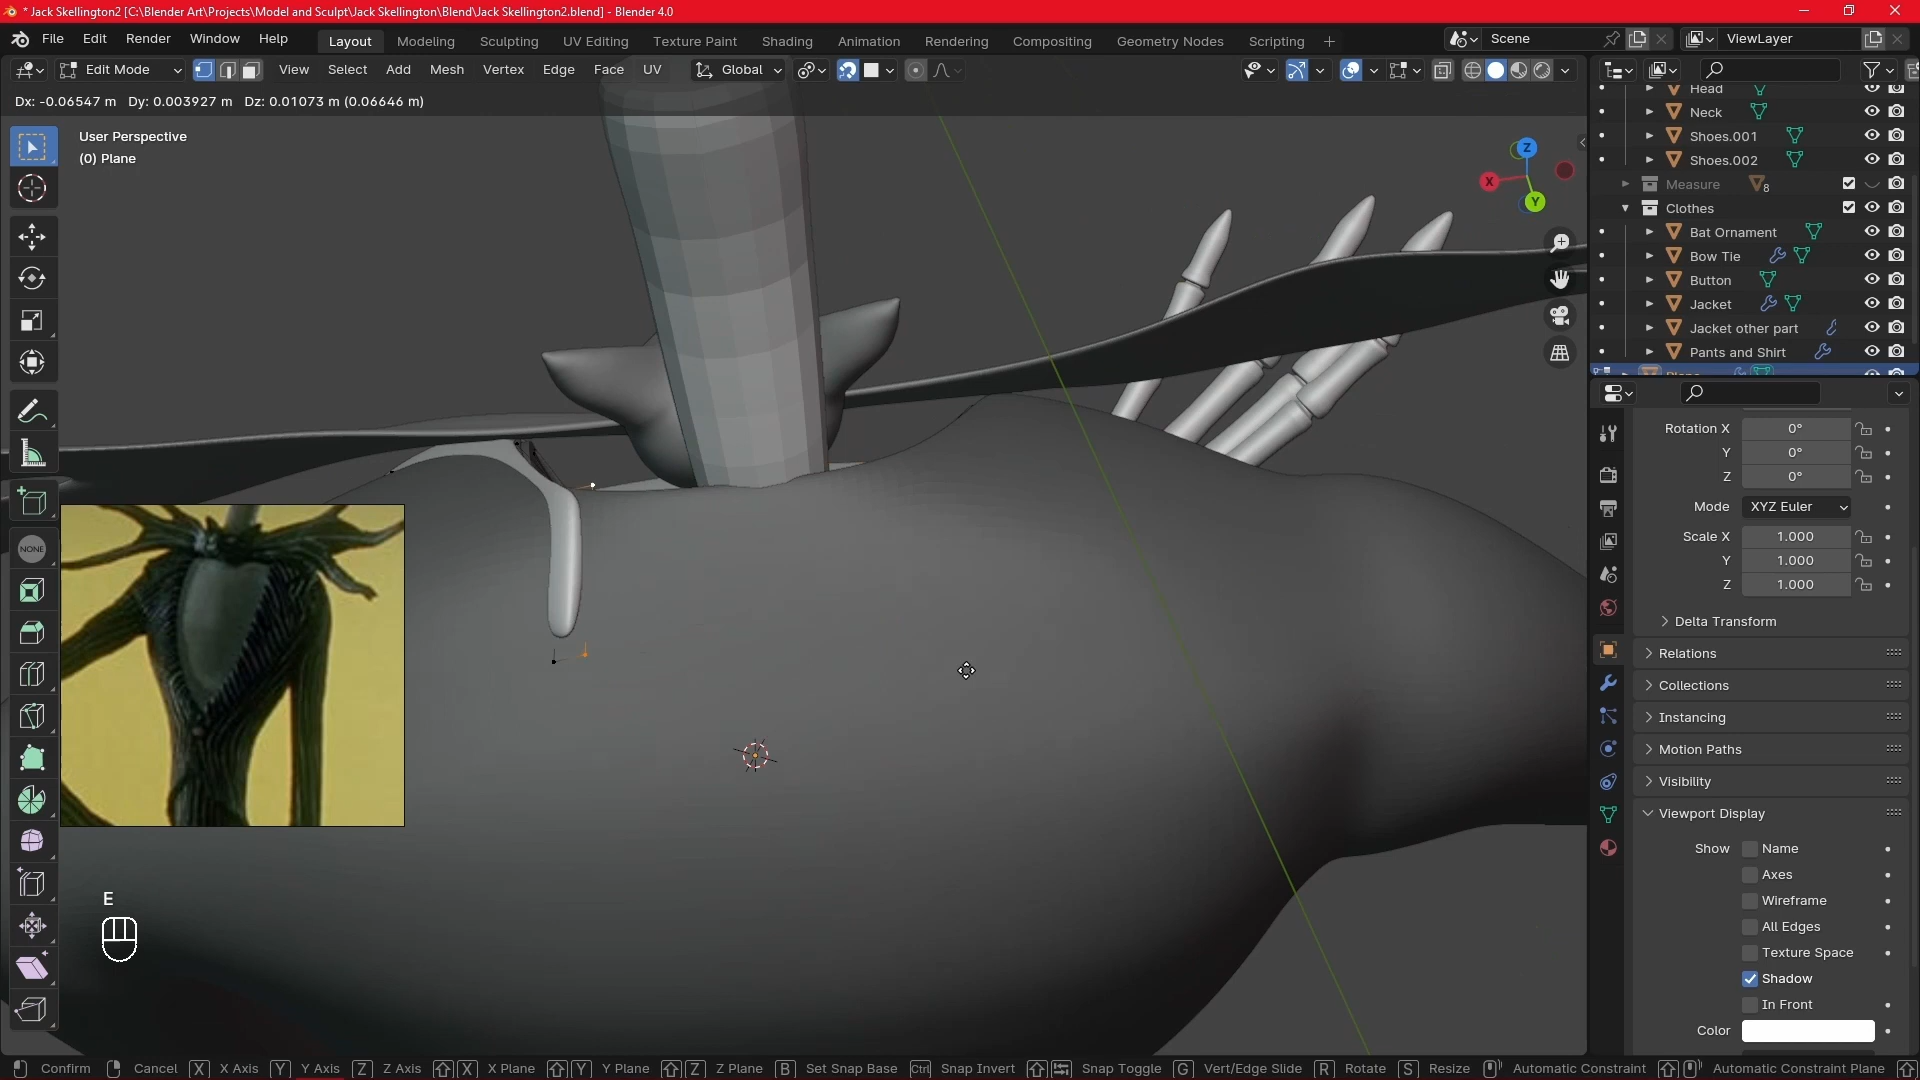 * Jack Skellington2 [C:\Blender Art\Projects\Model and Sculpt\Jack Skellington\Blend\Jack Skellington2.blend] - Blender 4.0
File Edit Render Window Help Layout Modeling Sculpting UV Editing Texture Paint Shading Animation Rendering Compositing Geometry Nodes Scripting + Scene ViewLayer
Edit Mode View Select Add Mesh Vertex Edge Face UV Global
Dx: -0.06547 m Dy: 0.003927 m Dz: 0.01073 m (0.06646 m)
User Perspective
(0) Plane
Z
X
Y
Head
Neck
Shoes.001
Shoes.002
Measure 8
Clothes
Bat Ornament
Bow Tie
Button
Jacket
Jacket other part
Pants and Shirt
Rotation X 0°
Y 0°
Z 0°
Mode XYZ Euler
Scale X 1.000
Y 1.000
Z 1.000
Delta Transform
Relations
Collections
Instancing
Motion Paths
Visibility
Viewport Display
Show Name
Axes
Wireframe
All Edges
Texture Space
Shadow
In Front
Color
NONE
E
Confirm Cancel X X Axis Y Y Axis Z Z Axis X X Plane Y Y Plane Z Z Plane B Set Snap Base Ctrl Snap Invert Snap Toggle G Vert/Edge Slide R Rotate S Resize Automatic Constraint Automatic Constraint Plane